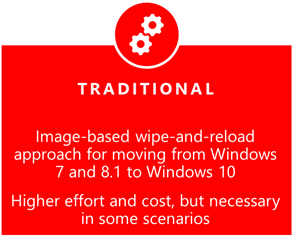 TRADITIONAL
Image-based wipe-and-reload
approach for moving from Windows
7 and 8.1 to Windows 10
Higher effort and cost, but necessary
in some scenarios